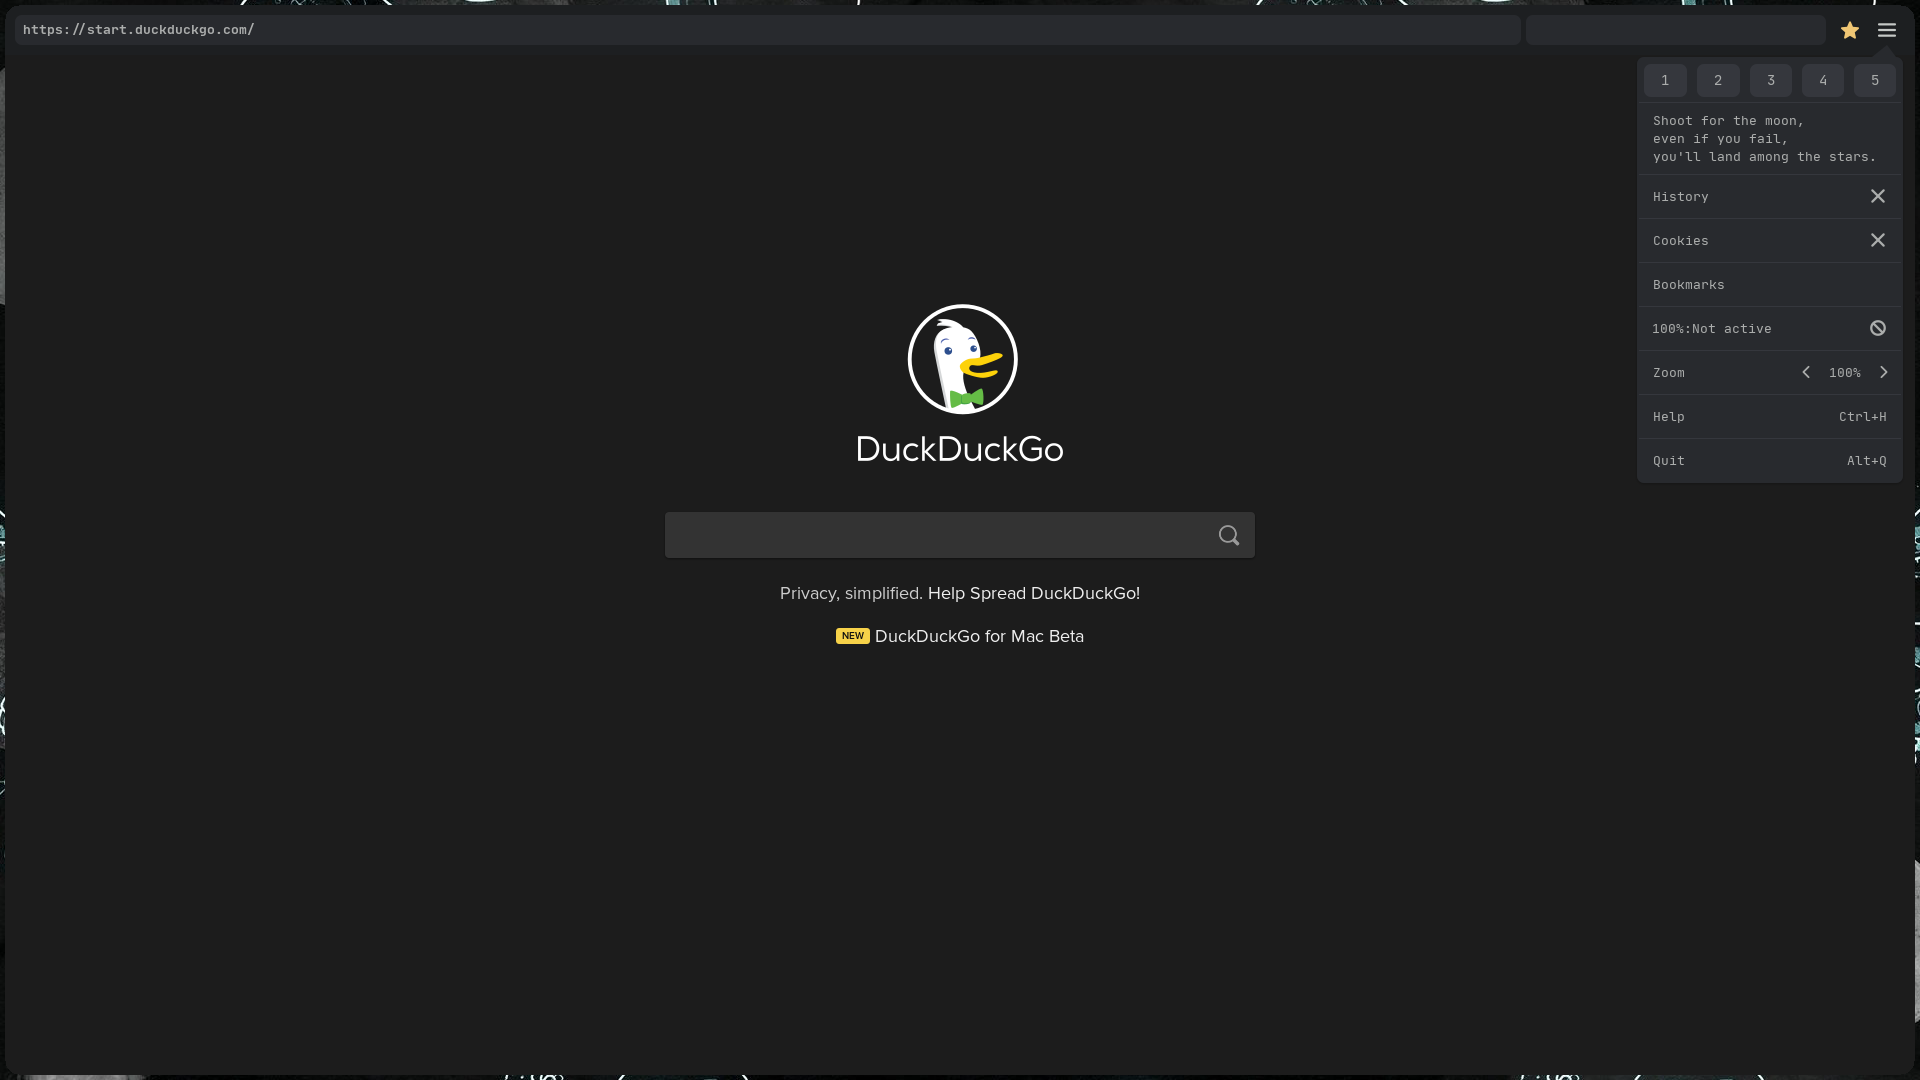 https://start.duckduckgo.com/
1 2 3 4 5
Shoot for the moon,
even if you fail,
you'll land among the stars.
History
Cookies
Bookmarks
100%:Not active
Zoom 100%
Help Ctrl+H
Quit Alt+Q
DuckDuckGo
Privacy, simplified. Help Spread DuckDuckGo!
NEW DuckDuckGo for Mac Beta